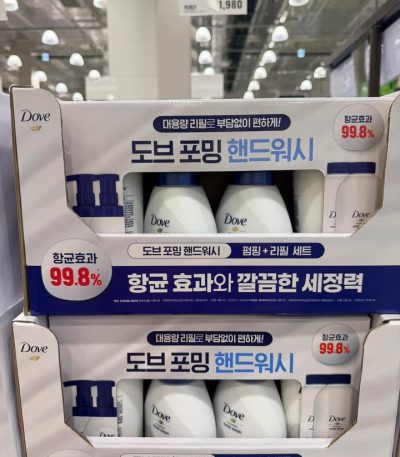 1,980
Dove
대용량 리필로 부담없이 편하게!
항균효과
99.8%
도브 포밍 핸드워시
Dove
Dove
항균효과
99.8%
도브 포밍 핸드워시
펌핑 + 리필 세트
항균 효과와 깔끔한 세정력
Dove
대용량 리필로 부담없이 편하게!
항균효과
99.8%
도브 포밍 핸드워시
Dove
Dove